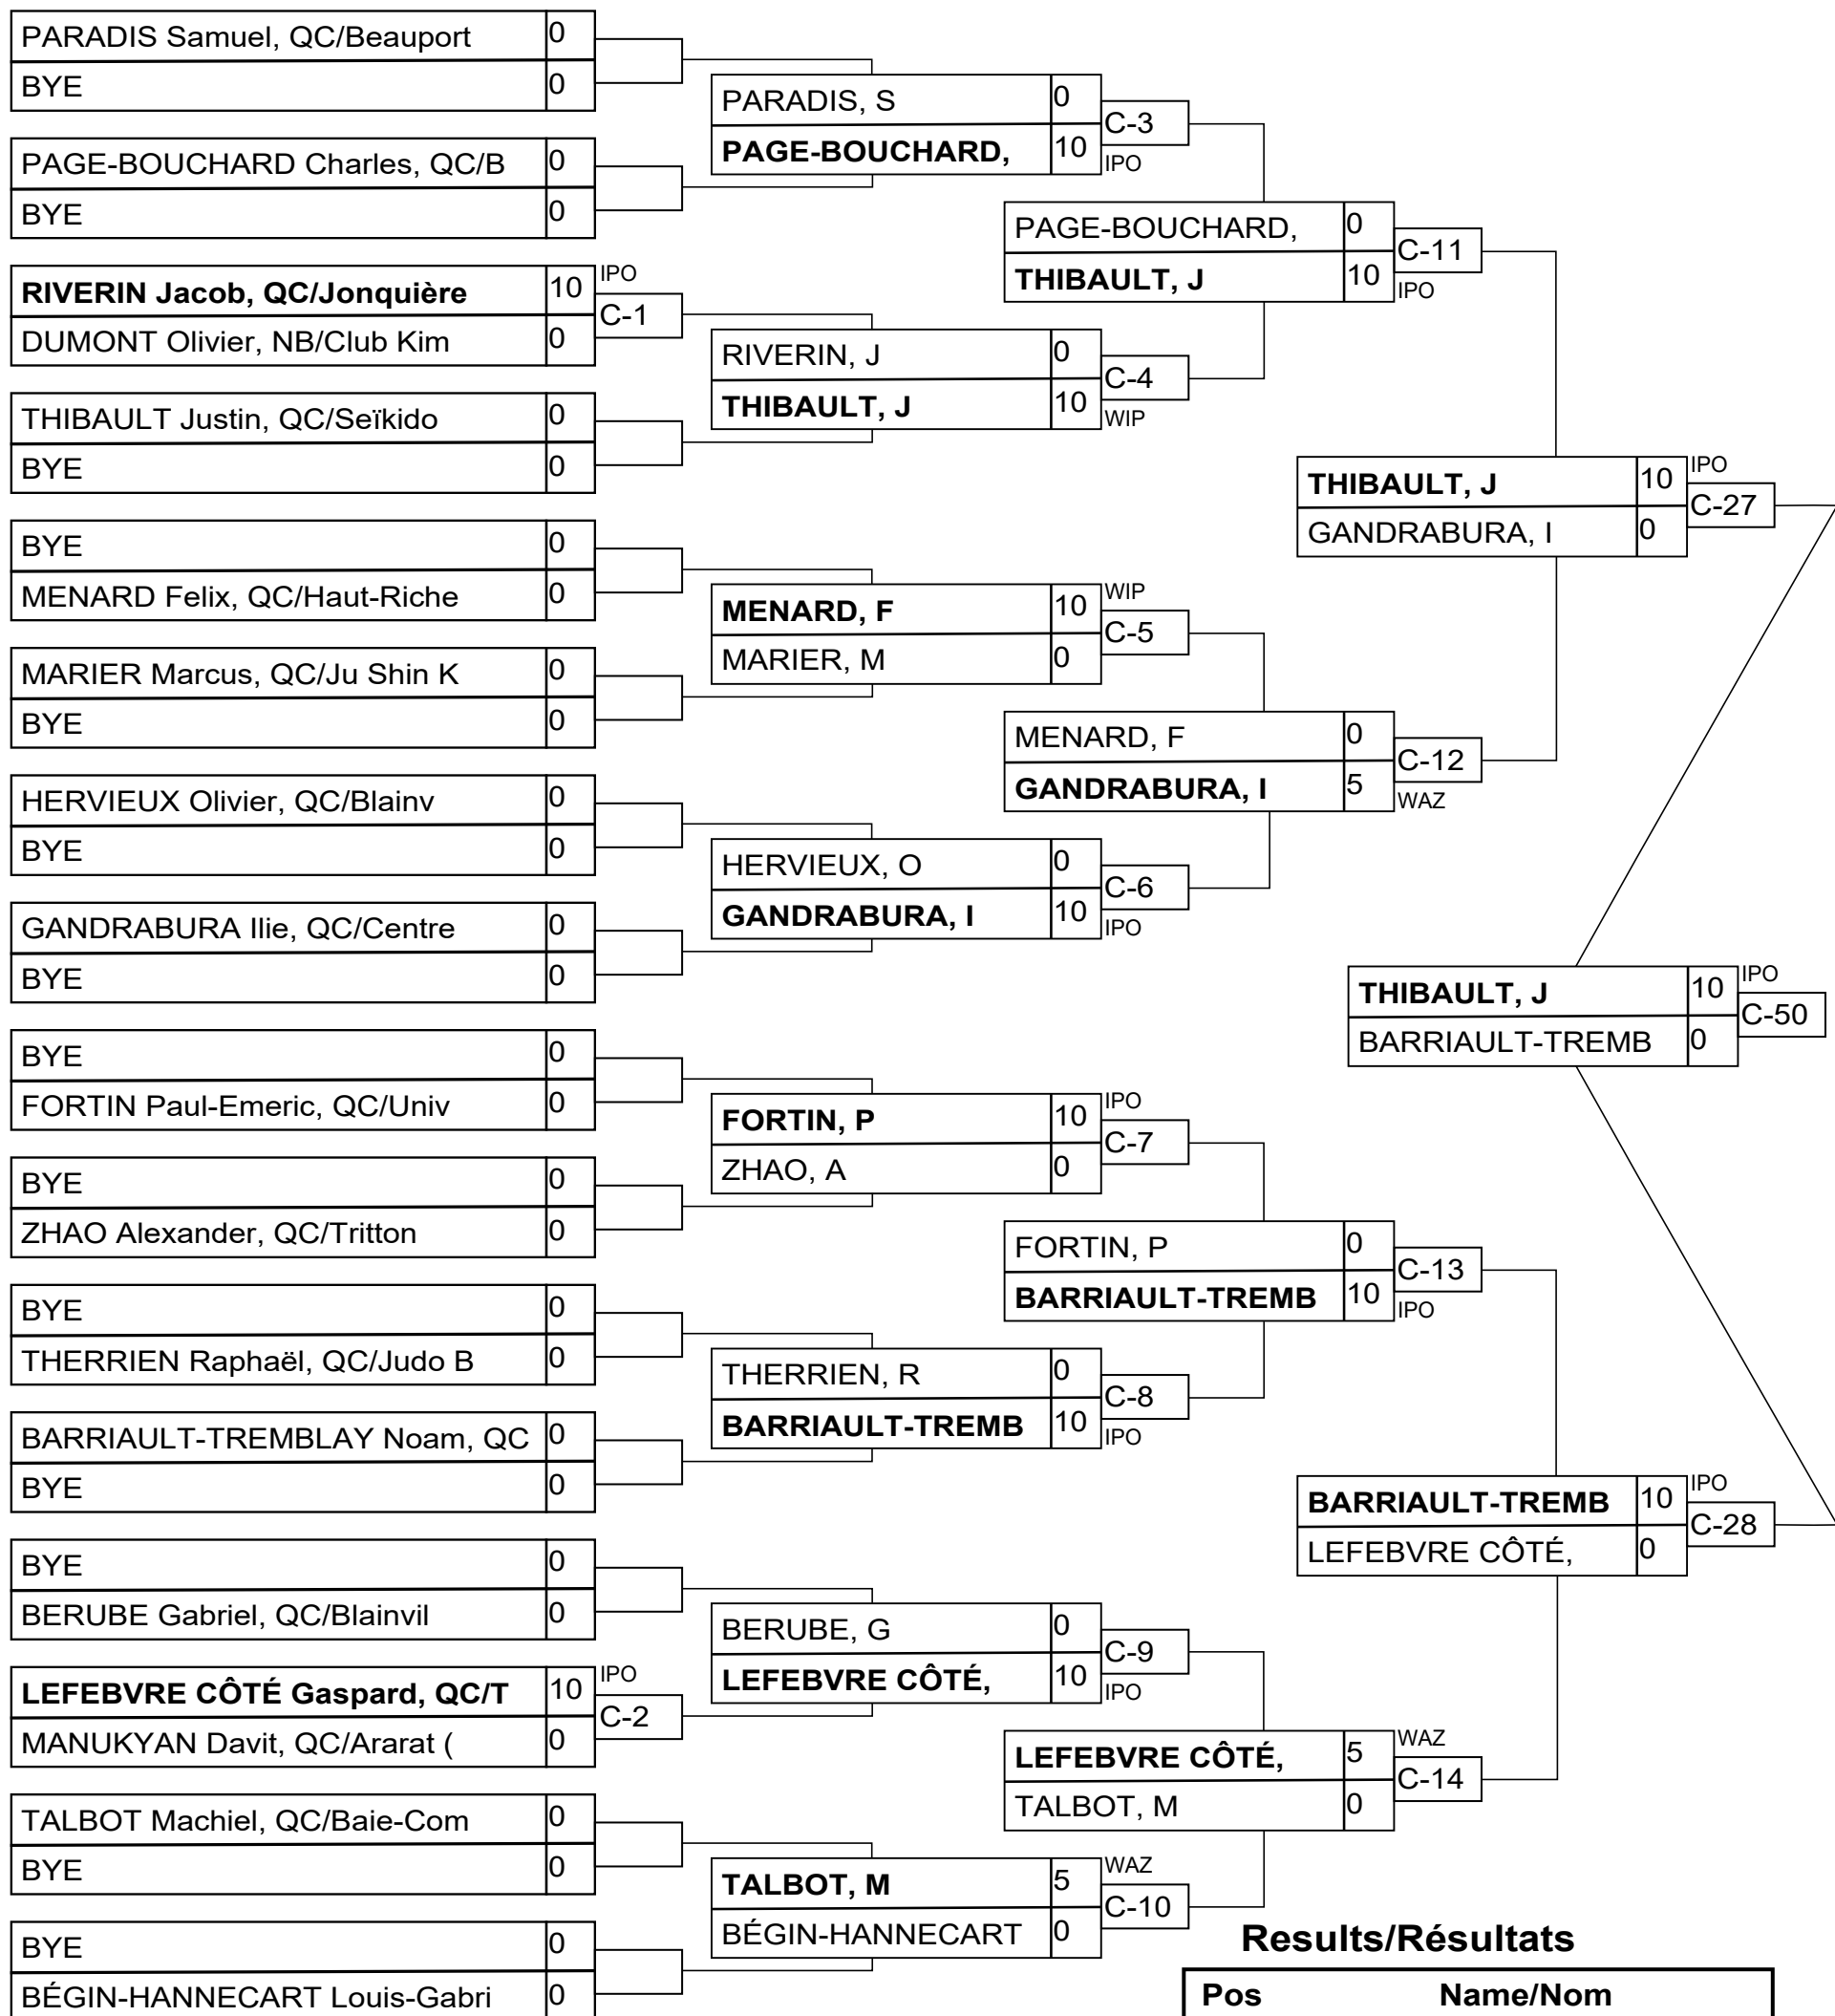 PARADIS Samuel, QC/Beauport 0
BYE 0
PAGE-BOUCHARD Charles, QC/B 0
BYE 0
RIVERIN Jacob, QC/Jonquière 10 IPO
C-1
DUMONT Olivier, NB/Club Kim 0
THIBAULT Justin, QC/Seïkido 0
BYE 0
BYE 0
MENARD Felix, QC/Haut-Riche 0
MARIER Marcus, QC/Ju Shin K 0
BYE 0
HERVIEUX Olivier, QC/Blainv 0
BYE 0
GANDRABURA Ilie, QC/Centre 0
BYE 0
BYE 0
FORTIN Paul-Emeric, QC/Univ 0
BYE 0
ZHAO Alexander, QC/Tritton 0
BYE 0
THERRIEN Raphaël, QC/Judo B 0
BARRIAULT-TREMBLAY Noam, QC 0
BYE 0
BYE 0
BERUBE Gabriel, QC/Blainvil 0
LEFEBVRE CÔTÉ Gaspard, QC/T 10 IPO
C-2
MANUKYAN Davit, QC/Ararat ( 0
TALBOT Machiel, QC/Baie-Com 0
BYE 0
BYE 0
BÉGIN-HANNECART Louis-Gabri 0
PARADIS, S 0
C-3
PAGE-BOUCHARD, 10 IPO
RIVERIN, J 0
C-4
THIBAULT, J 10 WIP
MENARD, F 10 WIP
C-5
MARIER, M 0
HERVIEUX, O 0
C-6
GANDRABURA, I 10 IPO
FORTIN, P 10 IPO
C-7
ZHAO, A 0
THERRIEN, R 0
C-8
BARRIAULT-TREMB 10 IPO
BERUBE, G 0
C-9
LEFEBVRE CÔTÉ, 10 IPO
TALBOT, M 5 WAZ
C-10
BÉGIN-HANNECART 0
PAGE-BOUCHARD, 0
C-11
THIBAULT, J 10 IPO
MENARD, F 0
C-12
GANDRABURA, I 5 WAZ
FORTIN, P 0
C-13
BARRIAULT-TREMB 10 IPO
LEFEBVRE CÔTÉ, 5 WAZ
C-14
TALBOT, M 0
THIBAULT, J 10 IPO
C-27
GANDRABURA, I 0
BARRIAULT-TREMB 10 IPO
C-28
LEFEBVRE CÔTÉ, 0
THIBAULT, J 10 IPO
C-50
BARRIAULT-TREMB 0
Results/Résultats
Pos Name/Nom